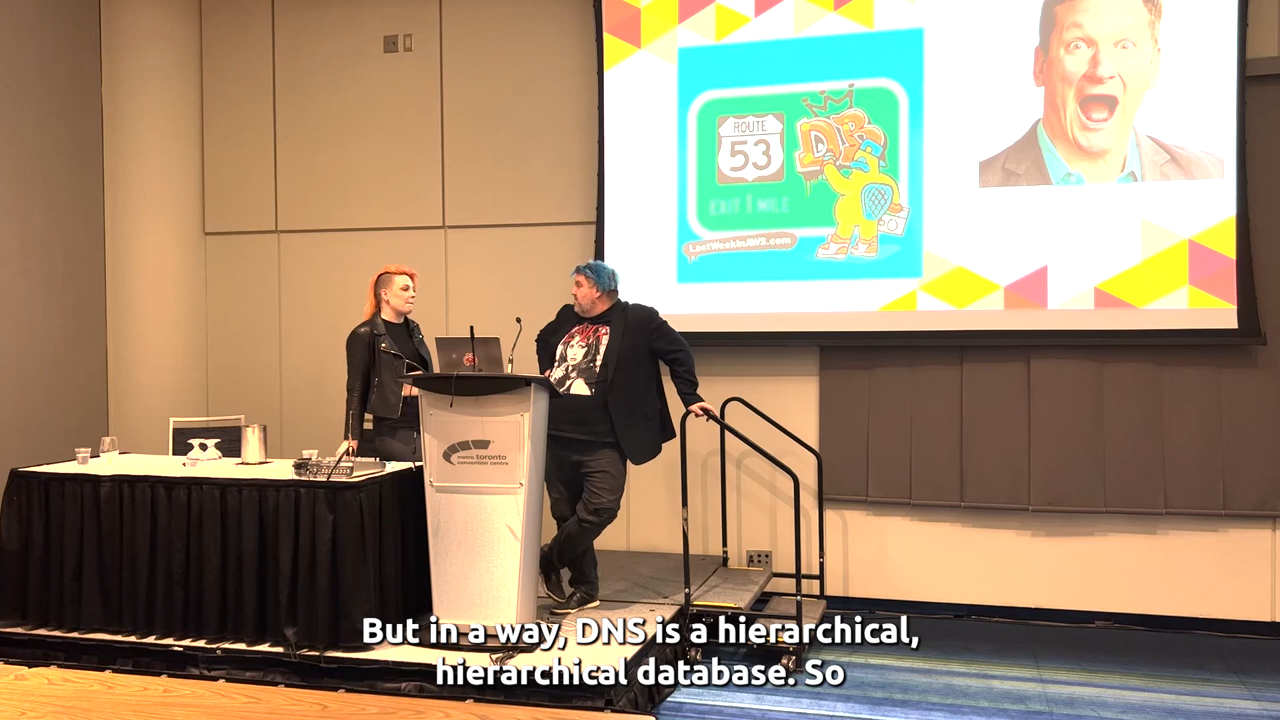 ROUTE
53
DB
EXIT 1 MILE
LastWeekInAWS.com
metro toronto
convention centre
But in a way, DNS is a hierarchical,
hierarchical database. So